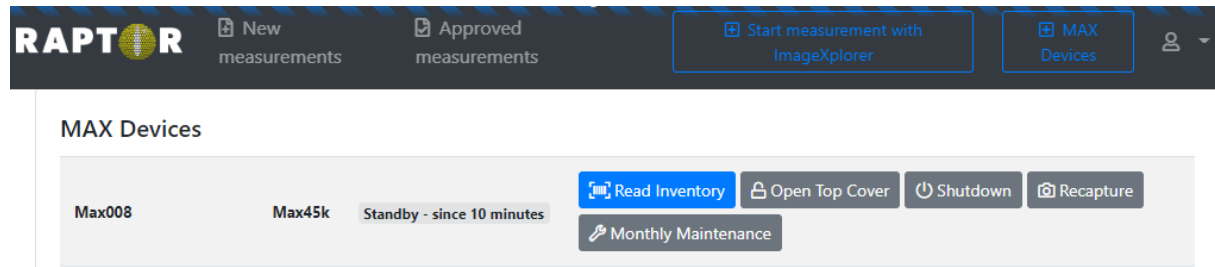 RAPTOR
New
measurements
Approved
measurements
Start measurement with
ImageXplorer
MAX
Devices
MAX Devices
Max008
Max45k
Standby - since 10 minutes
Read Inventory
Open Top Cover
Shutdown
Recapture
Monthly Maintenance